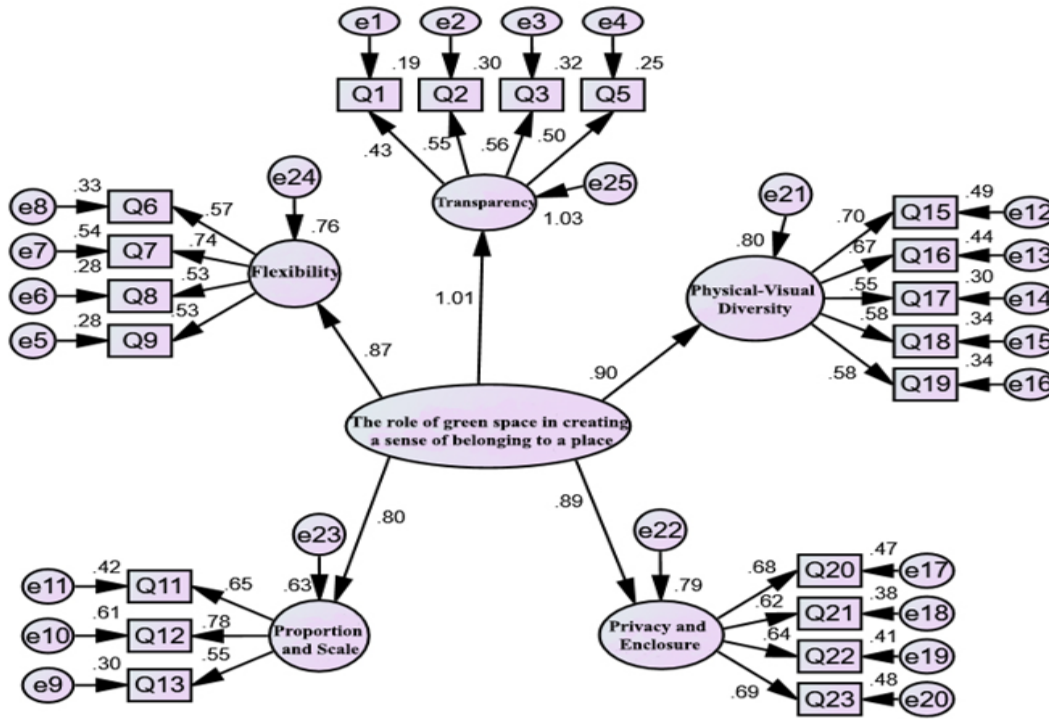 e1 e2 e3 e4
.19 .30 .32 .25
Q1 Q2 Q3 Q5
.43 .55 .56 .50
Transparency
e25
1.03
1.01
e24
.76
Flexibility
.87
e8 .33 Q6 .57
e7 .54 Q7 .74
e6 .28 Q8 .53
e5 .28 Q9 .53
e21
.80
Physical-Visual
Diversity
.90
.70 Q15 .49 e12
.67 Q16 .44 e13
.55 Q17 .30 e14
.58 Q18 .34 e15
.58 Q19 .34 e16
The role of green space in creating
a sense of belonging to a place
.80
e23
.63
Proportion
and Scale
e11 .42 Q11 .65
e10 .61 Q12 .78
e9 .30 Q13 .55
.89
e22
.79
Privacy and
Enclosure
.68 Q20 .47 e17
.62 Q21 .38 e18
.64 Q22 .41 e19
.69 Q23 .48 e20